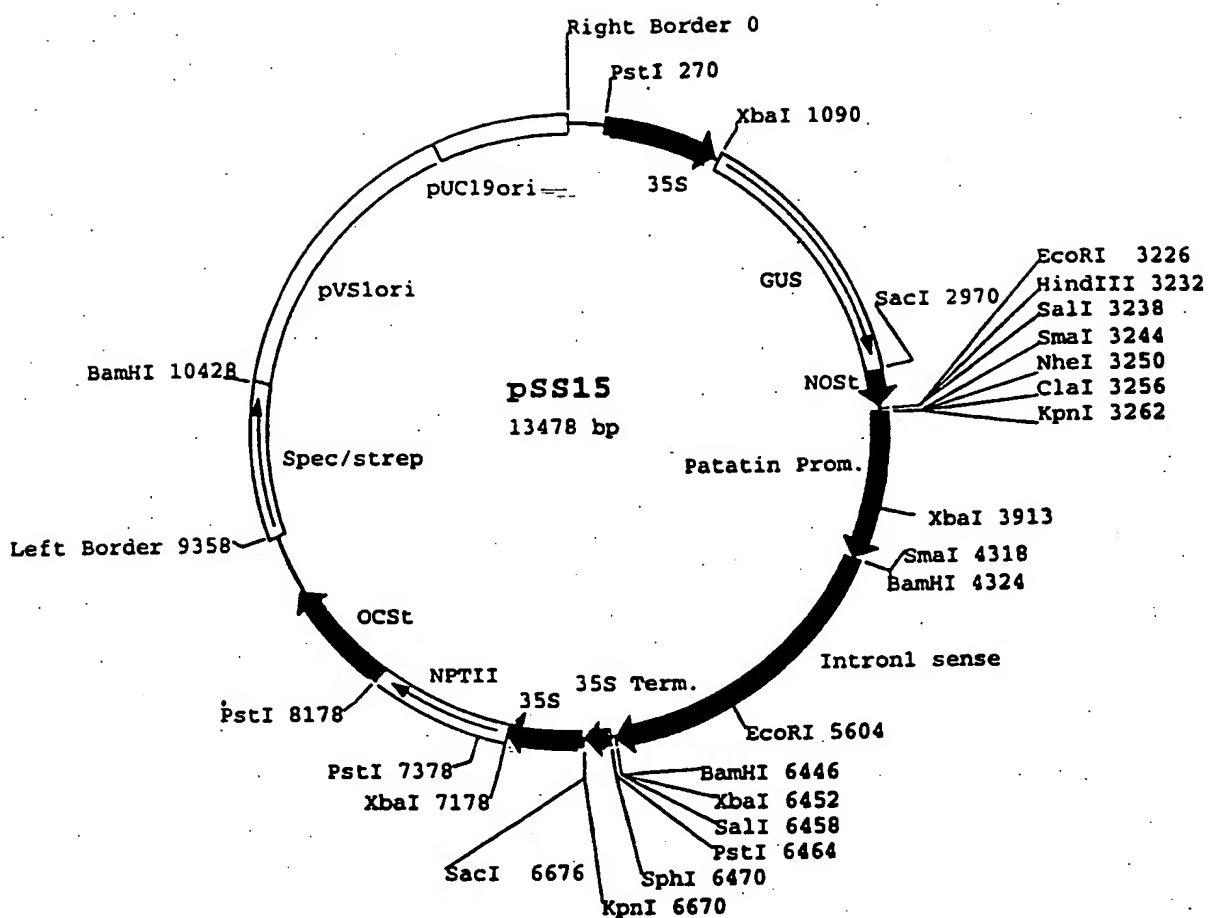 Right Border 0
PstI 270
XbaI 1090
35S
pUC19ori
GUS
EcoRI 3226
HindIII 3232
SacI 2970
SalI 3238
pVS1ori
SmaI 3244
NheI 3250
BamHI 10428
NOSt
ClaI 3256
pSS15
KpnI 3262
13478 bp
Spec/strep
Patatin Prom.
XbaI 3913
Left Border 9358
SmaI 4318
BamHI 4324
OCSt
Intron1 sense
NPTII
35S
35S Term.
PstI 8178
EcoRI 5604
PstI 7378
BamHI 6446
XbaI 7178
XbaI 6452
SalI 6458
PstI 6464
SacI 6676
SphI 6470
KpnI 6670